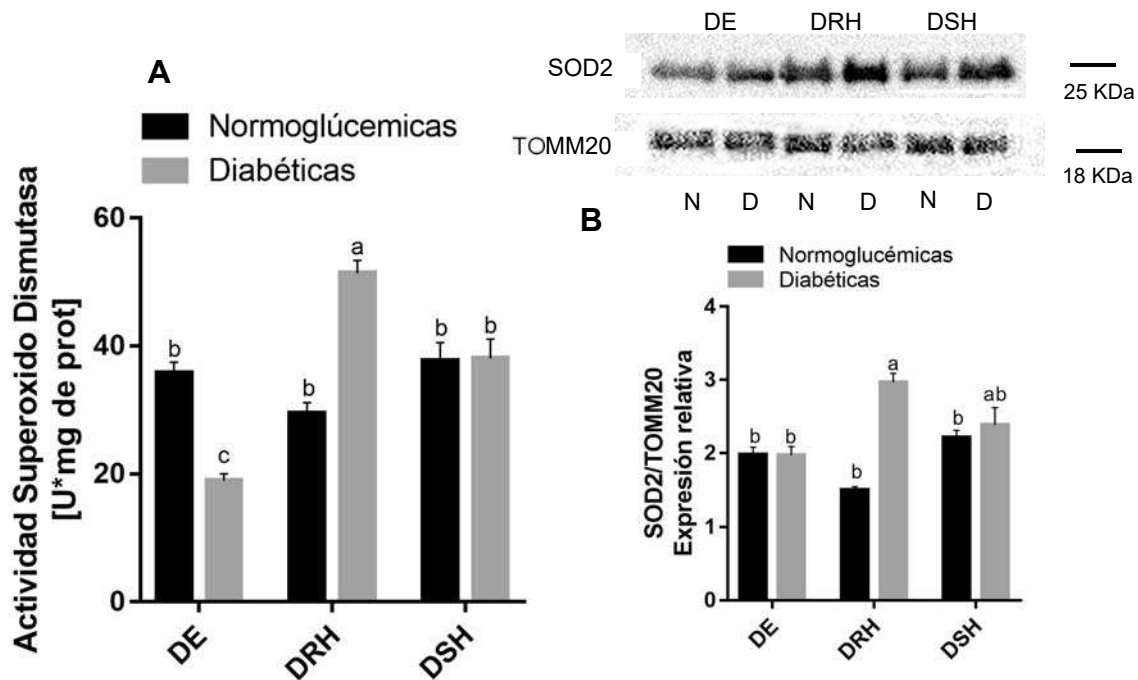 A
Normoglúcemicas
Diabéticas
Actividad Superoxido Dismutasa
[U*mg de prot]
60
40
20
0
b
c
b
a
b
b
DE
DRH
DSH
DE DRH DSH
SOD2
25 KDa
TOMM20
18 KDa
N D N D N D
B
Normoglucémicas
Diabéticas
SOD2/TOMM20
Expresión relativa
4
3
2
1
0
b
b
b
a
b
ab
DE
DRH
DSH